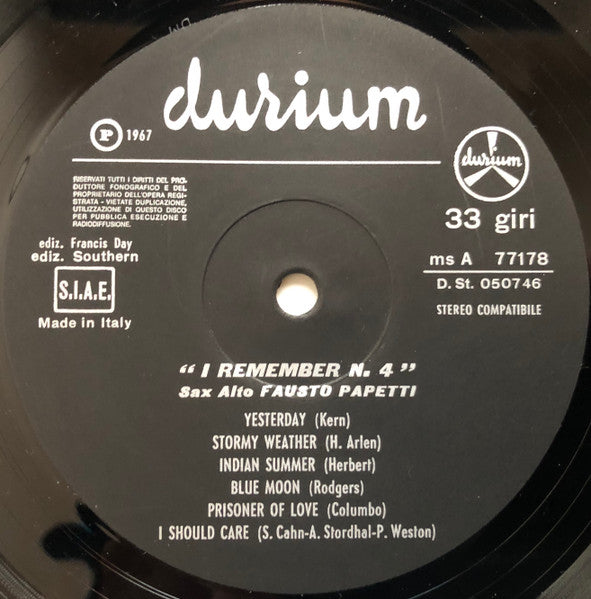 durium
P 1967
durium
RISERVATI TUTTI I DIRITTI DEL PRO-
DUTTORE FONOGRAFICO E DEL
PROPRIETARIO DELL'OPERA REGI-
STRATA - VIETATE DUPLICAZIONE,
UTILIZZAZIONE DI QUESTO DISCO
PER PUBBLICA ESECUZIONE E
RADIODIFFUSIONE.
33 giri
ediz. Francis Day
ediz. Southern
ms A 77178
D. St. 050746
S.I.A.E.
STEREO COMPATIBILE
Made in Italy
“ I REMEMBER N. 4 ”
Sax Alto FAUSTO PAPETTI
YESTERDAY (Kern)
STORMY WEATHER (H. Arlen)
INDIAN SUMMER (Herbert)
BLUE MOON (Rodgers)
PRISONER OF LOVE (Columbo)
I SHOULD CARE (S. Cahn-A. Stordhal-P. Weston)